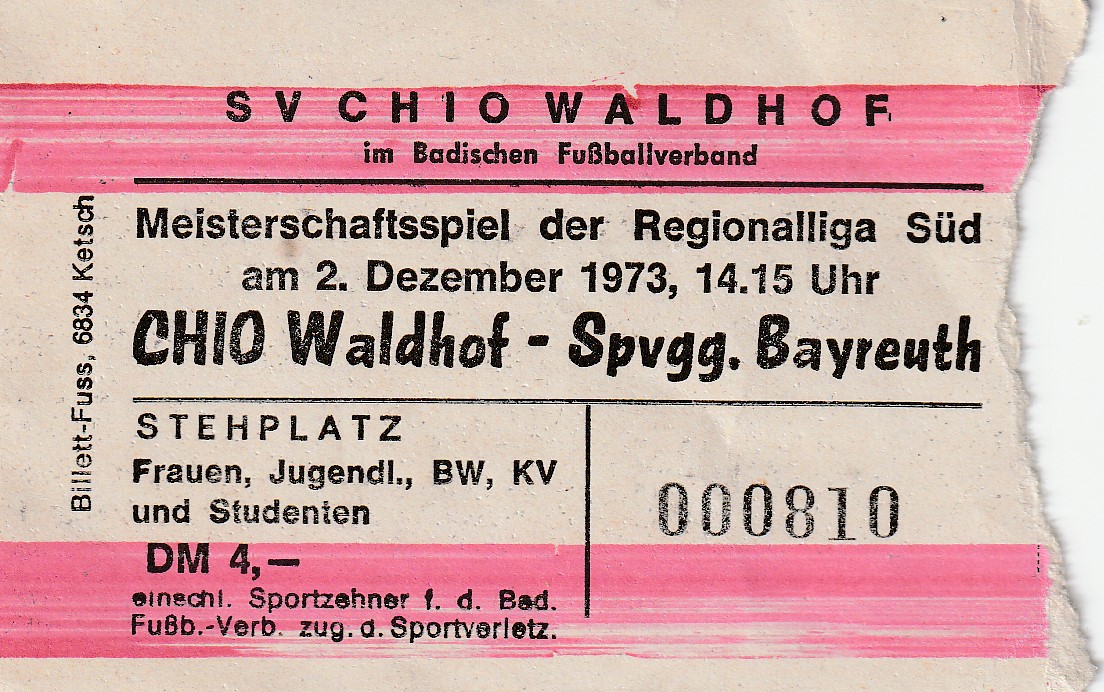 SV CHIO WALDHOF
im Badischen Fußballverband
Meisterschaftsspiel der Regionalliga Süd
am 2. Dezember 1973, 14.15 Uhr
CHIO Waldhof - Spvgg. Bayreuth
STEHPLATZ
Frauen, Jugendl., BW, KV
und Studenten
DM 4,—
einschl. Sportzehner f. d. Bad.
Fußb.-Verb. zug. d. Sportverletz.
000810
Billett-Fuss, 6834 Ketsch